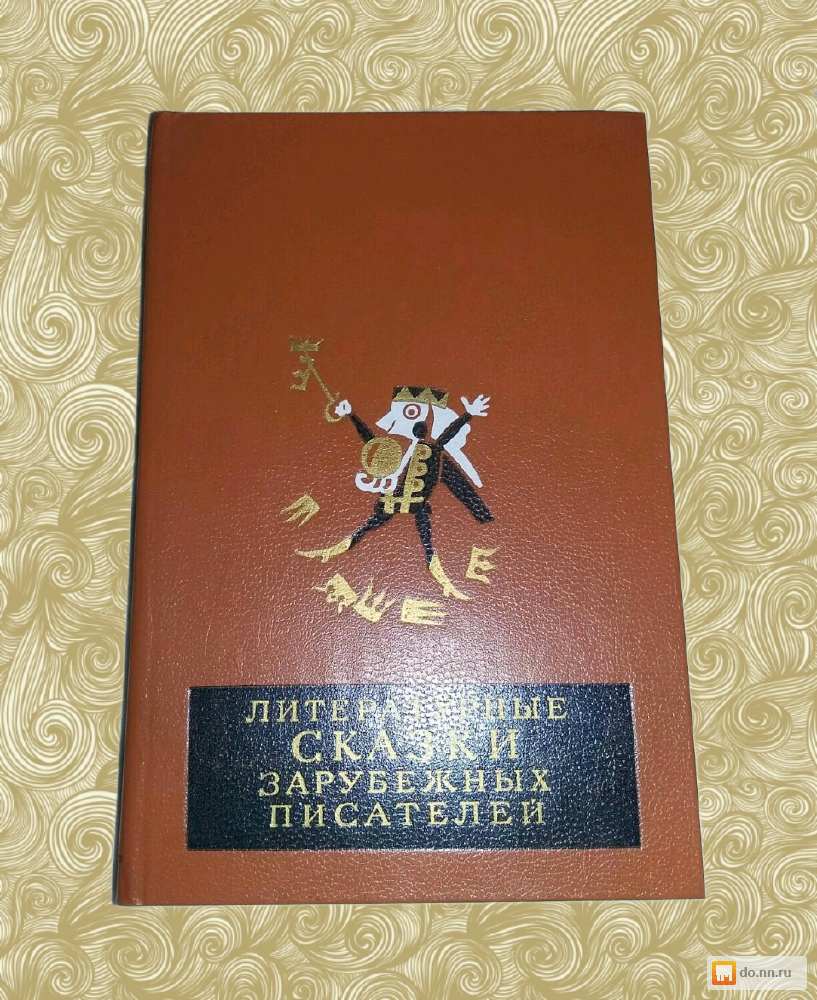 ЛИТЕРАТУРНЫЕ
СКАЗКИ
ЗАРУБЕЖНЫХ
ПИСАТЕЛЕЙ
do.nn.ru